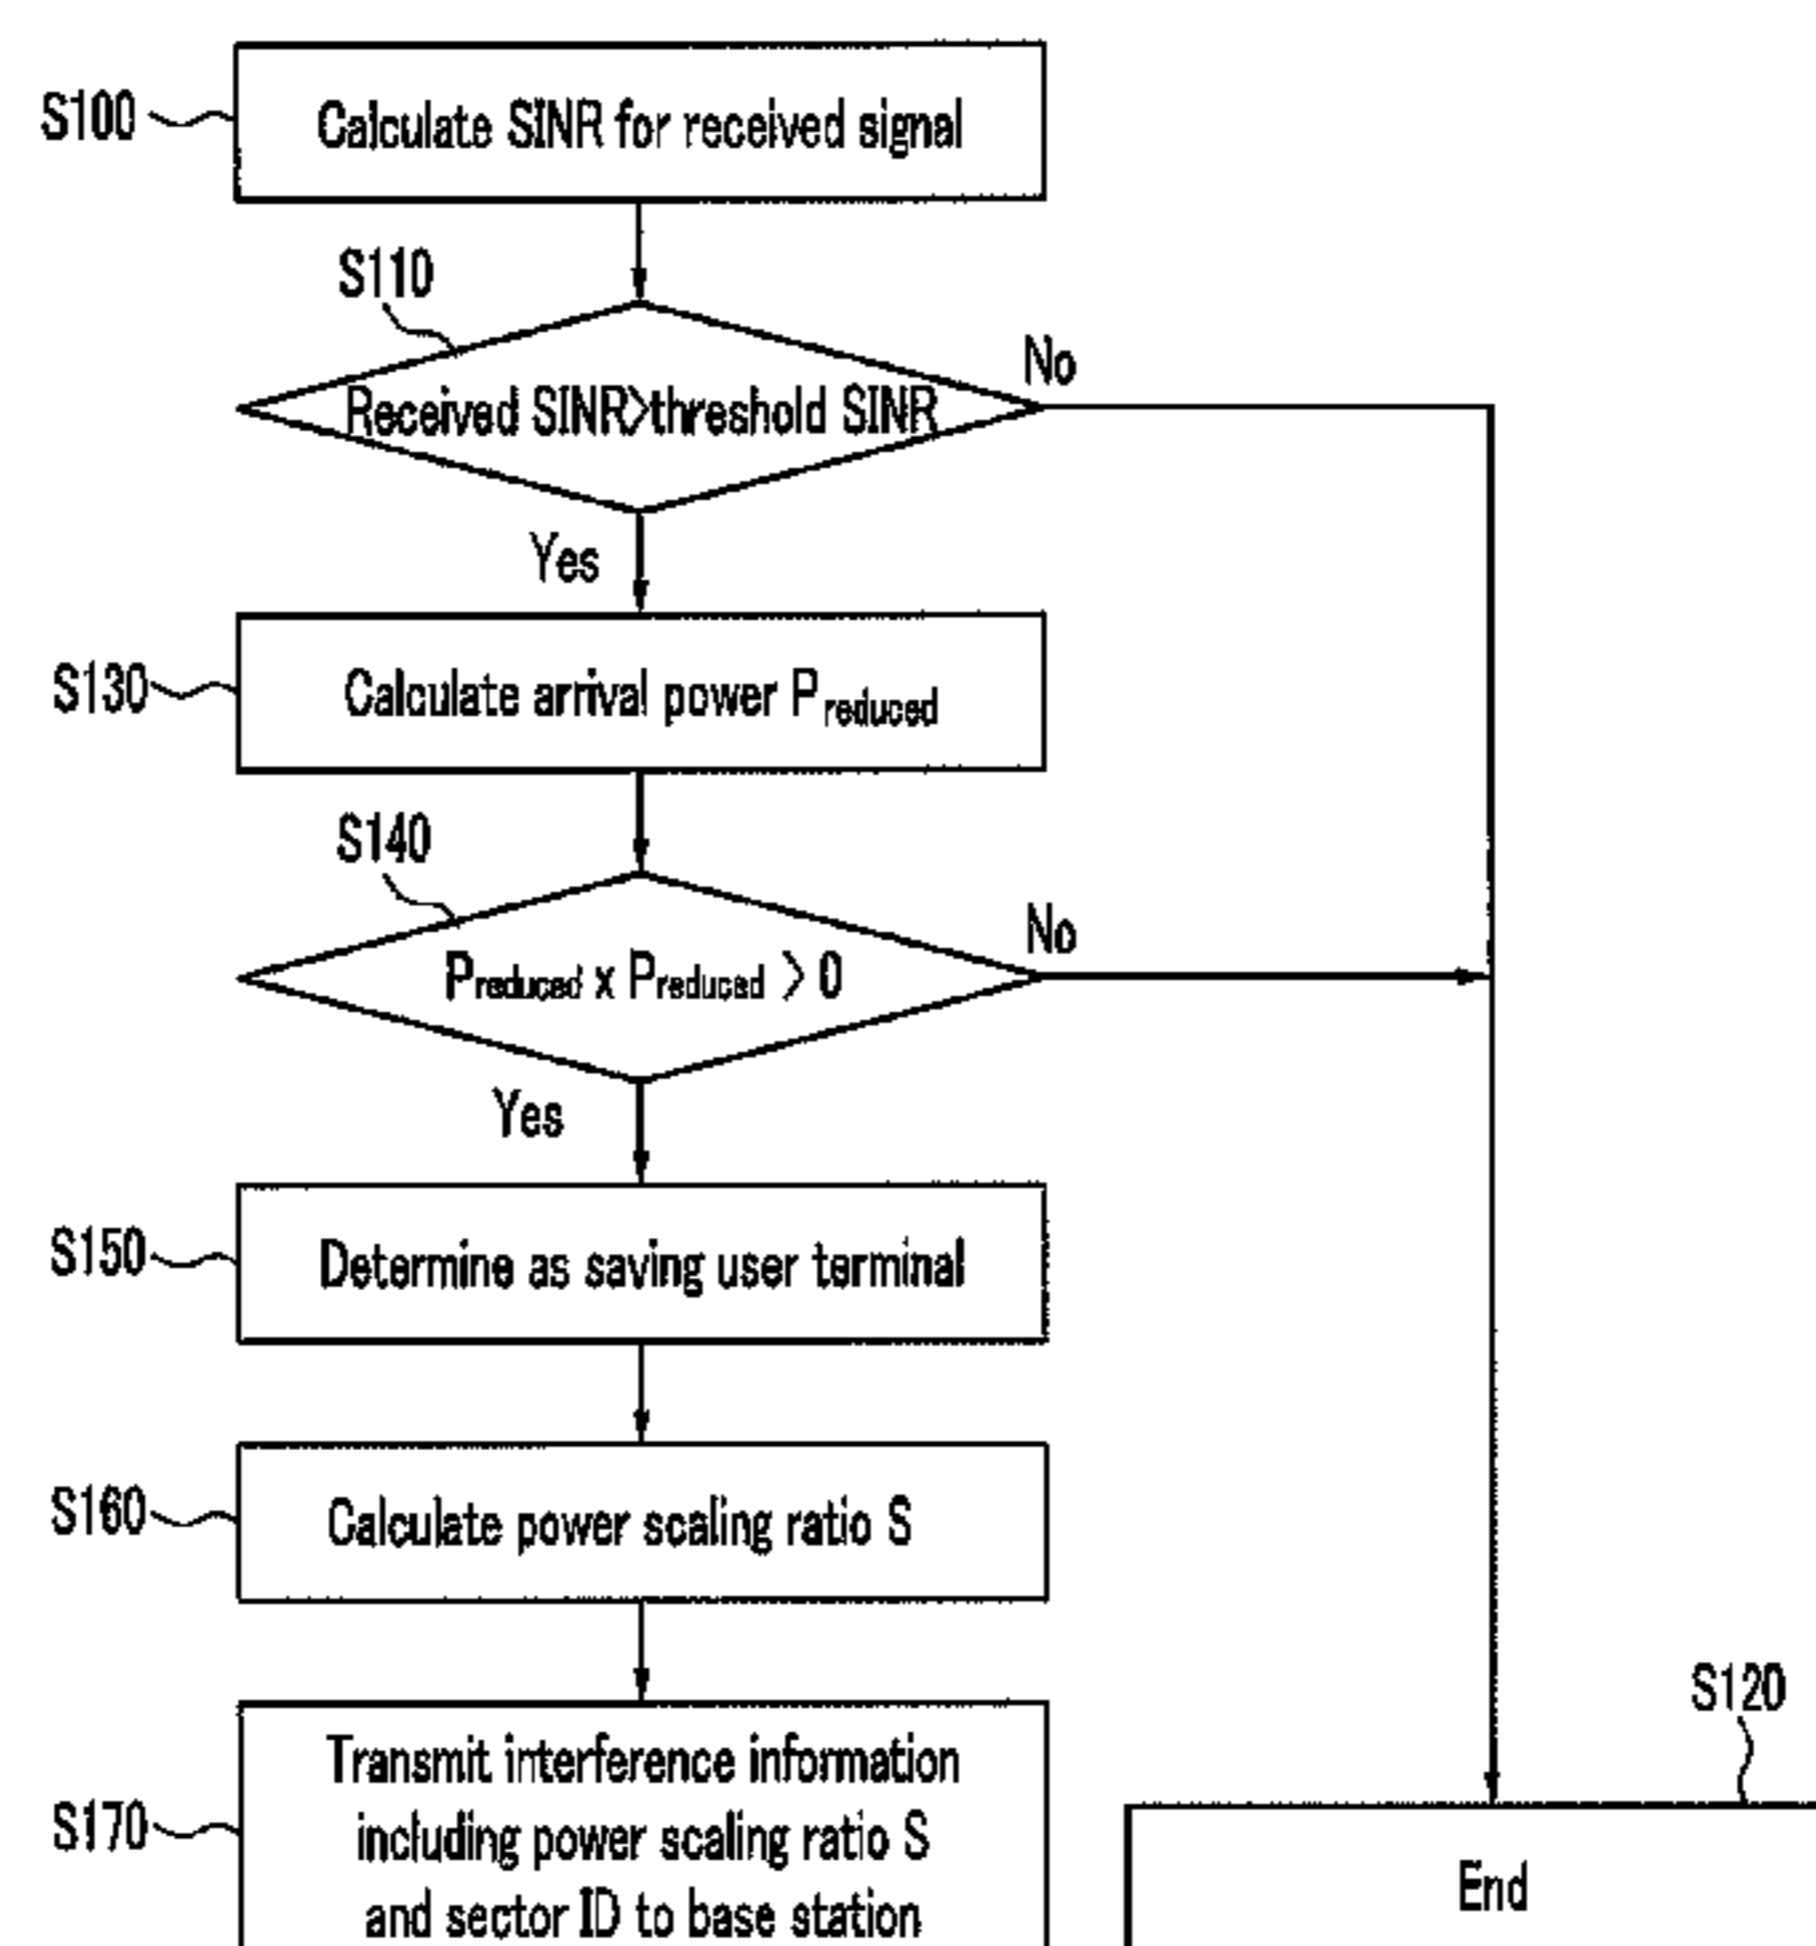 S100
Calculate SINR for received signal
S110
Received SINR>threshold SINR
No
Yes
S130
Calculate arrival power Preduced
S140
Preduced x Preduced > 0
No
Yes
S150
Determine as saving user terminal
S160
Calculate power scaling ratio S
S170
Transmit interference information
including power scaling ratio S
and sector ID to base station
S120
End